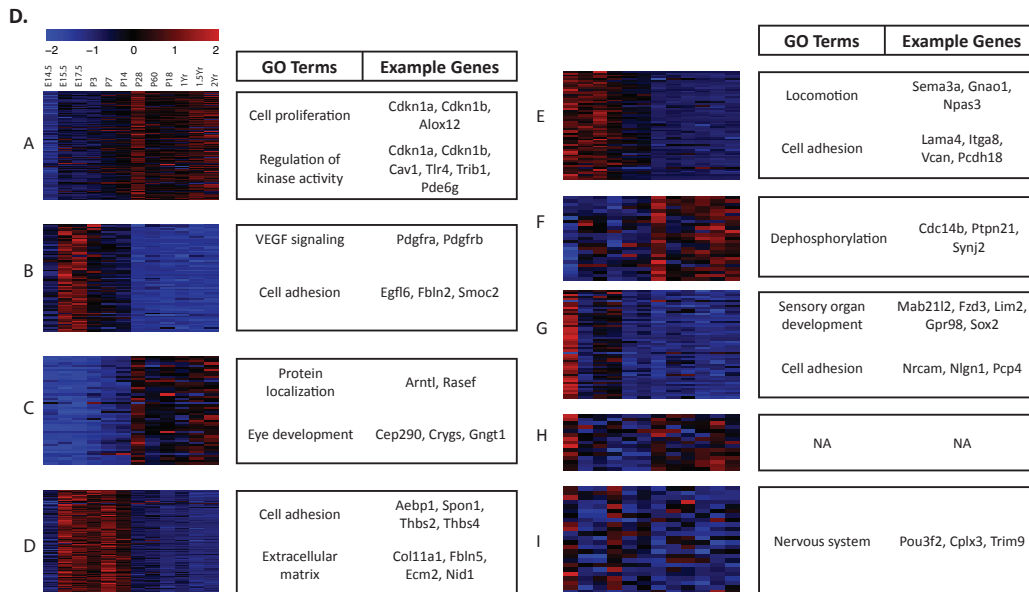 D.
−2 −1 0 1 2
E14.5 E15.5 E17.5 P3 P7 P14 P28 P60 P18 1Yr 1.5Yr 2Yr
GO Terms Example Genes
A
Cell proliferation
Cdkn1a, Cdkn1b,
Alox12
Regulation of
kinase activity
Cdkn1a, Cdkn1b,
Cav1, Tlr4, Trib1,
Pde6g
B
VEGF signaling
Pdgfra, Pdgfrb
Cell adhesion
Egfl6, Fbln2, Smoc2
C
Protein
localization
Arntl, Rasef
Eye development
Cep290, Crygs, Gngt1
D
Cell adhesion
Aebp1, Spon1,
Thbs2, Thbs4
Extracellular
matrix
Col11a1, Fbln5,
Ecm2, Nid1
GO Terms Example Genes
E
Locomotion
Sema3a, Gnao1,
Npas3
Cell adhesion
Lama4, Itga8,
Vcan, Pcdh18
F
Dephosphorylation
Cdc14b, Ptpn21,
Synj2
G
Sensory organ
development
Mab21l2, Fzd3, Lim2,
Gpr98, Sox2
Cell adhesion
Nrcam, Nlgn1, Pcp4
H
NA NA
I
Nervous system
Pou3f2, Cplx3, Trim9